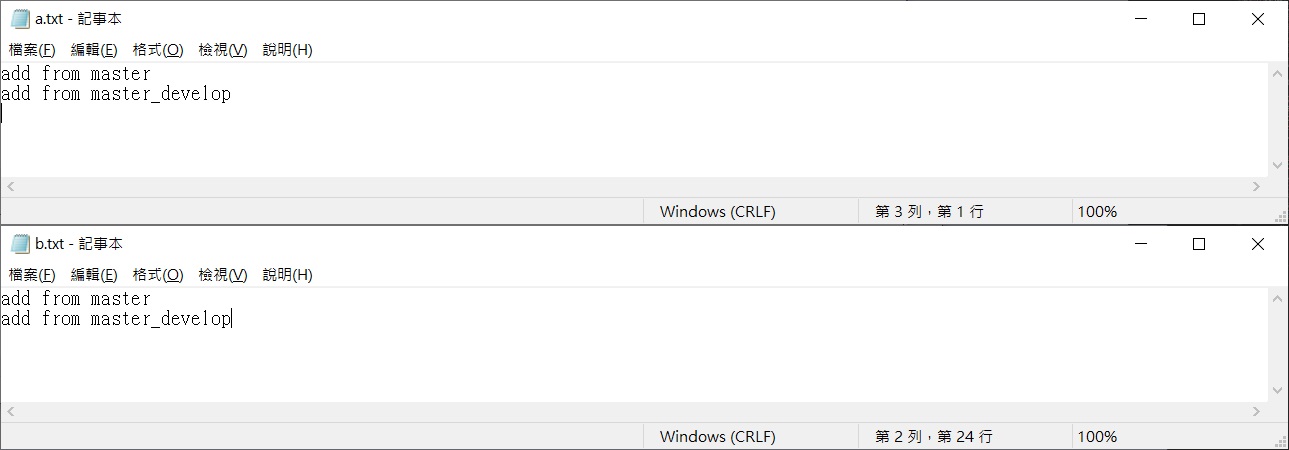 a.txt - 記事本
檔案(F) 編輯(E) 格式(O) 檢視(V) 說明(H)
add from master
add from master_develop
Windows (CRLF) 第 3 列，第 1 行 100%
b.txt - 記事本
檔案(F) 編輯(E) 格式(O) 檢視(V) 說明(H)
add from master
add from master_develop
Windows (CRLF) 第 2 列，第 24 行 100%